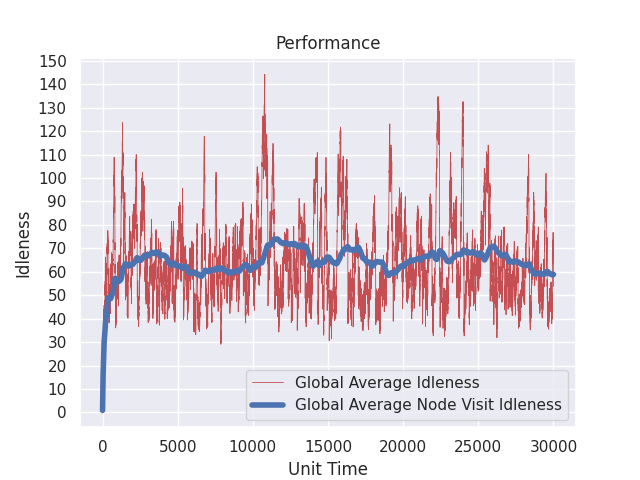 Performance
150
140
130
120
110
100
90
80
70
60
50
40
30
20
10
0
Idleness
Global Average Idleness
Global Average Node Visit Idleness
0 5000 10000 15000 20000 25000 30000
Unit Time